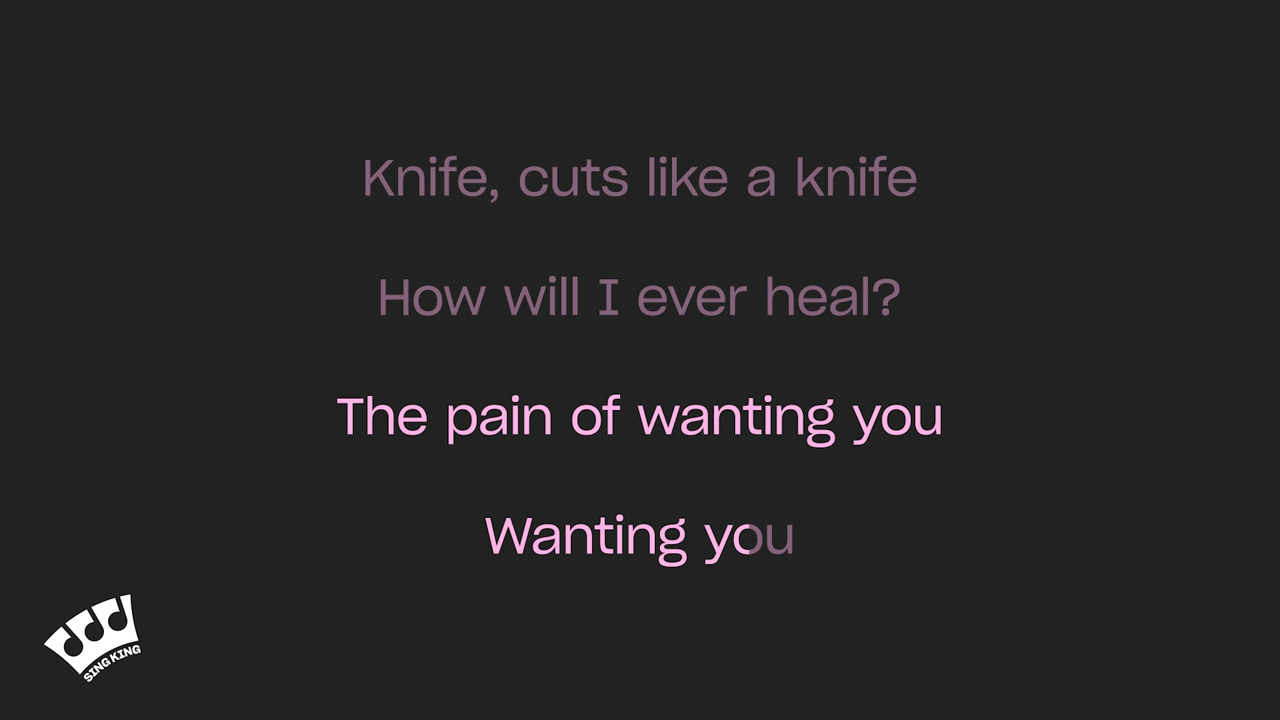 Knife, cuts like a knife
How will I ever heal?
The pain of wanting you
Wanting you
SING KING